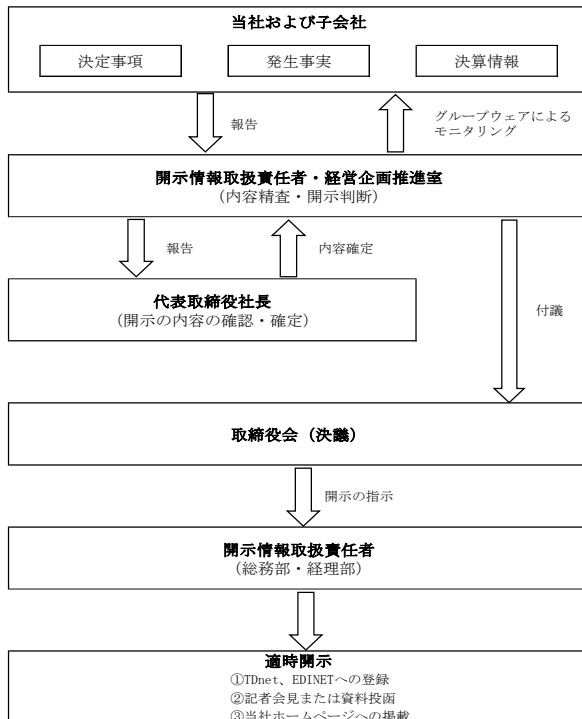 当社および子会社
決定事項
発生事実
決算情報
報告
グループウェアによる
モニタリング
開示情報取扱責任者・経営企画推進室
(内容精査・開示判断)
報告
内容確定
代表取締役社長
(開示の内容の確認・確定)
付議
取締役会（決議）
開示の指示
開示情報取扱責任者
(総務部・経理部)
適時開示
①TDnet、EDINETへの登録
②記者会見または資料投函
③当社ホームページへの掲載